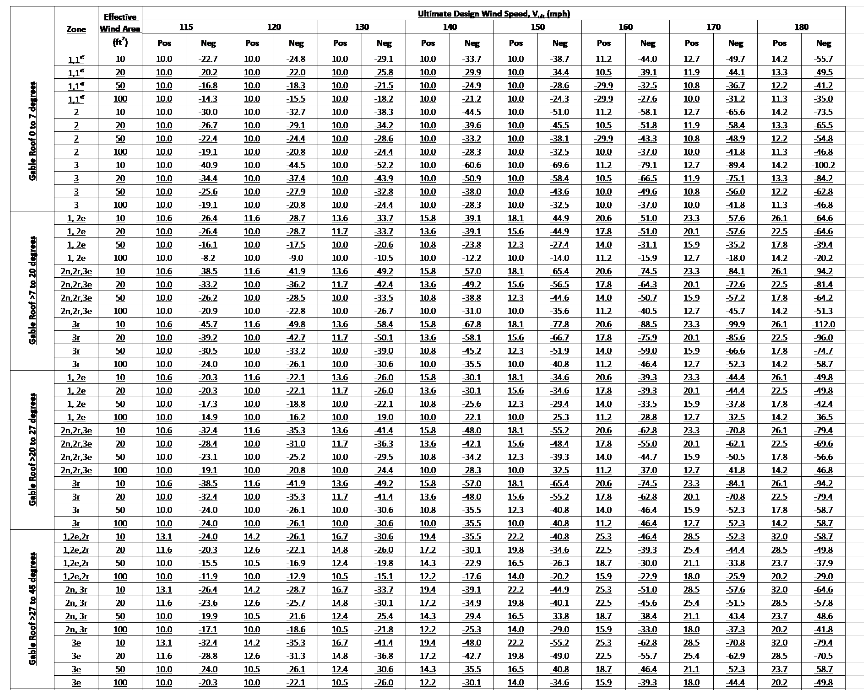 Effective Ultimate Design Wind Speed, Vult (mph)
Zone Wind Area 115 120 130 140 150 160 170 180
(ft²) Pos Neg Pos Neg Pos Neg Pos Neg Pos Neg Pos Neg Pos Neg Pos Neg
Gable Roof 0 to 7 degrees
1,1e 10 10.0 -22.7 10.0 -24.8 10.0 -29.1 10.0 -33.7 10.0 -38.7 11.2 -44.0 12.7 -49.7 14.2 -55.7
1,1e 20 10.0 20.2 10.0 22.0 10.0 25.8 10.0 29.9 10.0 34.4 10.5 39.1 11.9 44.1 13.3 49.5
1,1e 50 10.0 -16.8 10.0 -18.3 10.0 -21.5 10.0 -24.9 10.0 -28.6 -29.9 -32.5 10.8 -36.7 12.2 -41.2
1,1e 100 10.0 -14.3 10.0 -15.5 10.0 -18.2 10.0 -21.2 10.0 -24.3 -29.9 -27.6 10.0 -31.2 11.3 -35.0
2 10 10.0 -30.0 10.0 -32.7 10.0 -38.3 10.0 -44.5 10.0 -51.0 11.2 -58.1 12.7 -65.6 14.2 -73.5
2 20 10.0 -26.7 10.0 -29.1 10.0 -34.2 10.0 -39.6 10.0 -45.5 10.5 -51.8 11.9 -58.4 13.3 -65.5
2 50 10.0 -22.4 10.0 -24.4 10.0 -28.6 10.0 -33.2 10.0 -38.1 -29.9 -43.3 10.8 -48.9 12.2 -54.8
2 100 10.0 -19.1 10.0 -20.8 10.0 -24.4 10.0 -28.3 10.0 -32.5 10.0 -37.0 10.0 -41.8 11.3 -46.8
3 10 10.0 -40.9 10.0 44.5 10.0 52.2 10.0 60.6 10.0 -69.6 11.2 -79.1 12.7 -89.4 14.2 -100.2
3 20 10.0 -34.4 10.0 -37.4 10.0 -43.9 10.0 -50.9 10.0 -58.4 10.5 -66.5 11.9 -75.1 13.3 -84.2
3 50 10.0 -25.6 10.0 -27.9 10.0 -32.8 10.0 -38.0 10.0 -43.6 10.0 -49.6 10.8 -56.0 12.2 -62.8
3 100 10.0 -19.1 10.0 -20.8 10.0 -24.4 10.0 -28.3 10.0 -32.5 10.0 -37.0 10.0 -41.8 11.3 -46.8
Gable Roof >7 to 20 degrees
1, 2e 10 10.6 26.4 11.6 28.7 13.6 33.7 15.8 39.1 18.1 44.9 20.6 51.0 23.3 57.6 26.1 64.6
1, 2e 20 10.0 -26.4 10.0 -28.7 11.7 -33.7 13.6 -39.1 15.6 -44.9 17.8 -51.0 20.1 -57.6 22.5 -64.6
1, 2e 50 10.0 -16.1 10.0 -17.5 10.0 -20.6 10.8 -23.8 12.3 -27.4 14.0 -31.1 15.9 -35.2 17.8 -39.4
1, 2e 100 10.0 -8.2 10.0 -9.0 10.0 -10.5 10.0 -12.2 10.0 -14.0 11.2 -15.9 12.7 -18.0 14.2 -20.2
2n,2r,3e 10 10.6 38.5 11.6 41.9 13.6 49.2 15.8 57.0 18.1 65.4 20.6 74.5 23.3 84.1 26.1 94.2
2n,2r,3e 20 10.0 -33.2 10.0 -36.2 11.7 -42.4 13.6 -49.2 15.6 -56.5 17.8 -64.3 20.1 -72.6 22.5 -81.4
2n,2r,3e 50 10.0 -26.2 10.0 -28.5 10.0 -33.5 10.8 -38.8 12.3 -44.6 14.0 -50.7 15.9 -57.2 17.8 -64.2
2n,2r,3e 100 10.0 -20.9 10.0 -22.8 10.0 -26.7 10.0 -31.0 10.0 -35.6 11.2 -40.5 12.7 -45.7 14.2 -51.3
3r 10 10.6 45.7 11.6 49.8 13.6 58.4 15.8 67.8 18.1 77.8 20.6 88.5 23.3 99.9 26.1 112.0
3r 20 10.0 -39.2 10.0 -42.7 11.7 -50.1 13.6 -58.1 15.6 -66.7 17.8 -75.9 20.1 -85.6 22.5 -96.0
3r 50 10.0 -30.5 10.0 -33.2 10.0 -39.0 10.8 -45.2 12.3 -51.9 14.0 -59.0 15.9 -66.6 17.8 -74.7
3r 100 10.0 24.0 10.0 26.1 10.0 30.6 10.0 35.5 10.0 40.8 11.2 46.4 12.7 52.3 14.2 58.7
Gable Roof >20 to 27 degrees
1, 2e 10 10.6 -20.3 11.6 -22.1 13.6 -26.0 15.8 -30.1 18.1 -34.6 20.6 -39.3 23.3 -44.4 26.1 -49.8
1, 2e 20 10.0 -20.3 10.0 -22.1 11.7 -26.0 13.6 -30.1 15.6 -34.6 17.8 -39.3 20.1 -44.4 22.5 -49.8
1, 2e 50 10.0 -17.3 10.0 -18.8 10.0 -22.1 10.8 -25.6 12.3 -29.4 14.0 -33.5 15.9 -37.8 17.8 -42.4
1, 2e 100 10.0 14.9 10.0 16.2 10.0 19.0 10.0 22.1 10.0 25.3 11.2 28.8 12.7 32.5 14.2 36.5
2n,2r,3e 10 10.6 -32.4 11.6 -35.3 13.6 -41.4 15.8 -48.0 18.1 -55.2 20.6 -62.8 23.3 -70.8 26.1 -79.4
2n,2r,3e 20 10.0 -28.4 10.0 -31.0 11.7 -36.3 13.6 -42.1 15.6 -48.4 17.8 -55.0 20.1 -62.1 22.5 -69.6
2n,2r,3e 50 10.0 -23.1 10.0 -25.2 10.0 -29.5 10.8 -34.2 12.3 -39.3 14.0 -44.7 15.9 -50.5 17.8 -56.6
2n,2r,3e 100 10.0 19.1 10.0 20.8 10.0 24.4 10.0 28.3 10.0 32.5 11.2 37.0 12.7 41.8 14.2 46.8
3r 10 10.6 -38.5 11.6 -41.9 13.6 -49.2 15.8 -57.0 18.1 -65.4 20.6 -74.5 23.3 -84.1 26.1 -94.2
3r 20 10.0 -32.4 10.0 -35.3 11.7 -41.4 13.6 -48.0 15.6 -55.2 17.8 -62.8 20.1 -70.8 22.5 -79.4
3r 50 10.0 -24.0 10.0 -26.1 10.0 -30.6 10.8 -35.5 12.3 -40.8 14.0 -46.4 15.9 -52.3 17.8 -58.7
3r 100 10.0 24.0 10.0 26.1 10.0 30.6 10.0 35.5 10.0 40.8 11.2 46.4 12.7 52.3 14.2 58.7
Gable Roof >27 to 45 degrees
1,2e,2r 10 13.1 -24.0 14.2 -26.1 16.7 -30.6 19.4 -35.5 22.2 -40.8 25.3 -46.4 28.5 -52.3 32.0 -58.7
1,2e,2r 20 11.6 -20.3 12.6 -22.1 14.8 -26.0 17.2 -30.1 19.8 -34.6 22.5 -39.3 25.4 -44.4 28.5 -49.8
1,2e,2r 50 10.0 15.5 10.5 16.9 12.4 19.8 14.3 22.9 16.5 26.3 18.7 30.0 21.1 33.8 23.7 37.9
1,2e,2r 100 10.0 -11.9 10.0 -12.9 10.5 -15.1 12.2 -17.6 14.0 -20.2 15.9 -22.9 18.0 -25.9 20.2 -29.0
2n, 3r 10 13.1 -26.4 14.2 -28.7 16.7 -33.7 19.4 -39.1 22.2 -44.9 25.3 -51.0 28.5 -57.6 32.0 -64.6
2n, 3r 20 11.6 -23.6 12.6 -25.7 14.8 -30.1 17.2 -34.9 19.8 -40.1 22.5 -45.6 25.4 -51.5 28.5 -57.8
2n, 3r 50 10.0 19.9 10.5 21.6 12.4 25.4 14.3 29.4 16.5 33.8 18.7 38.4 21.1 43.4 23.7 48.6
2n, 3r 100 10.0 -17.1 10.0 -18.6 10.5 -21.8 12.2 -25.3 14.0 -29.0 15.9 -33.0 18.0 -37.3 20.2 -41.8
3e 10 13.1 -32.4 14.2 -35.3 16.7 -41.4 19.4 -48.0 22.2 -55.2 25.3 -62.8 28.5 -70.8 32.0 -79.4
3e 20 11.6 -28.8 12.6 -31.3 14.8 -36.8 17.2 -42.7 19.8 -49.0 22.5 -55.7 25.4 -62.9 28.5 -70.5
3e 50 10.0 24.0 10.5 26.1 12.4 30.6 14.3 35.5 16.5 40.8 18.7 46.4 21.1 52.3 23.7 58.7
3e 100 10.0 -20.3 10.0 -22.1 10.5 -26.0 12.2 -30.1 14.0 -34.6 15.9 -39.3 18.0 -44.4 20.2 -49.8